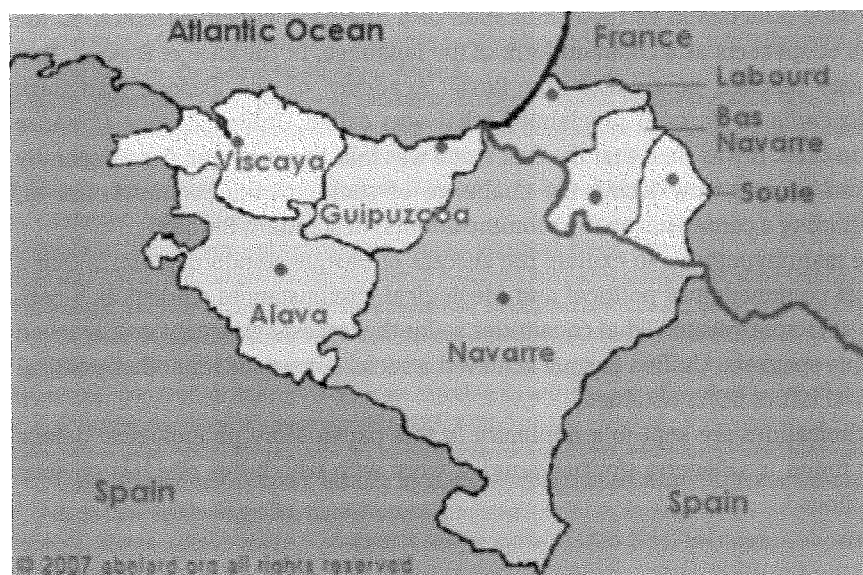 Atlantic Ocean
France
Labourd
Bas
Navarre
Viscaya
Soule
Guipuzcoa
Alava
Navarre
Spain
Spain
© 2007 abelard.org all rights reserved